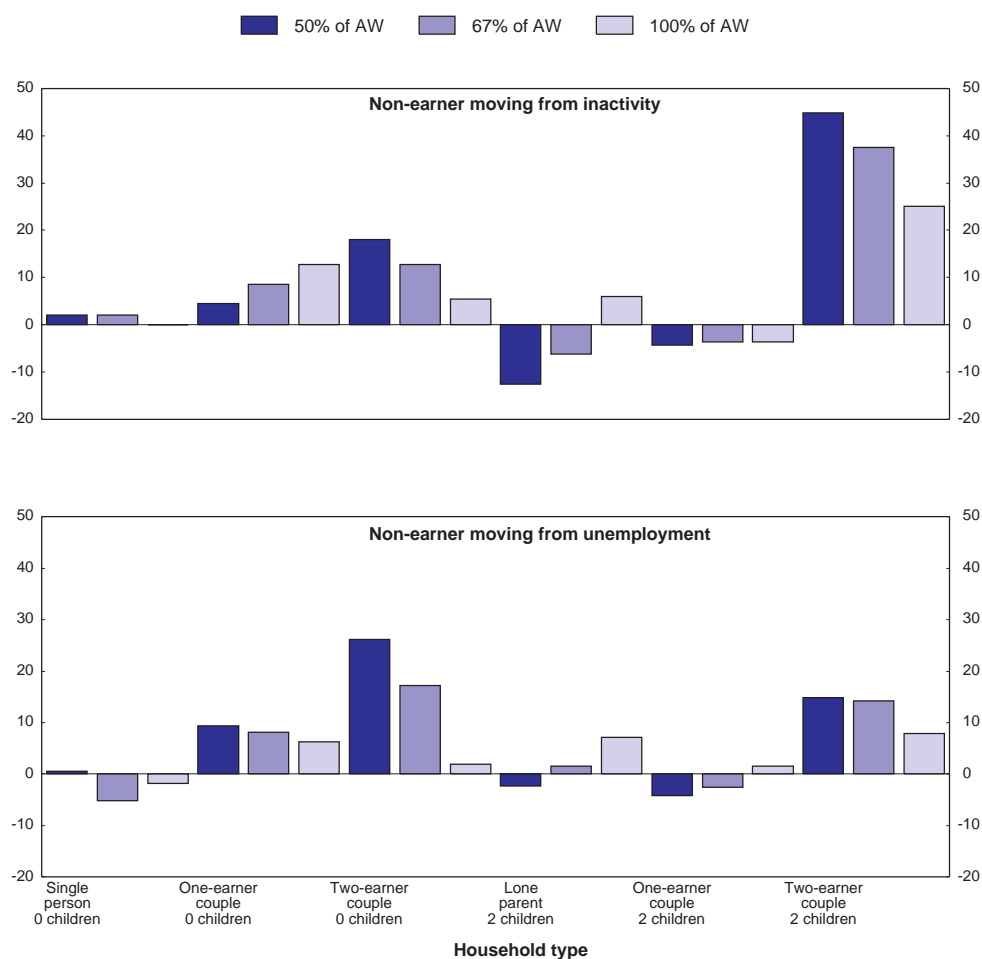 50% of AW 67% of AW 100% of AW
50 50
Non-earner moving from inactivity
40 40
30 30
20 20
10 10
0 0
-10 -10
-20 -20
50 50
Non-earner moving from unemployment
40 40
30 30
20 20
10 10
0 0
-10 -10
-20 -20
Single One-earner Two-earner Lone One-earner Two-earner
person couple couple parent couple couple
0 children 0 children 0 children 2 children 2 children 2 children
Household type